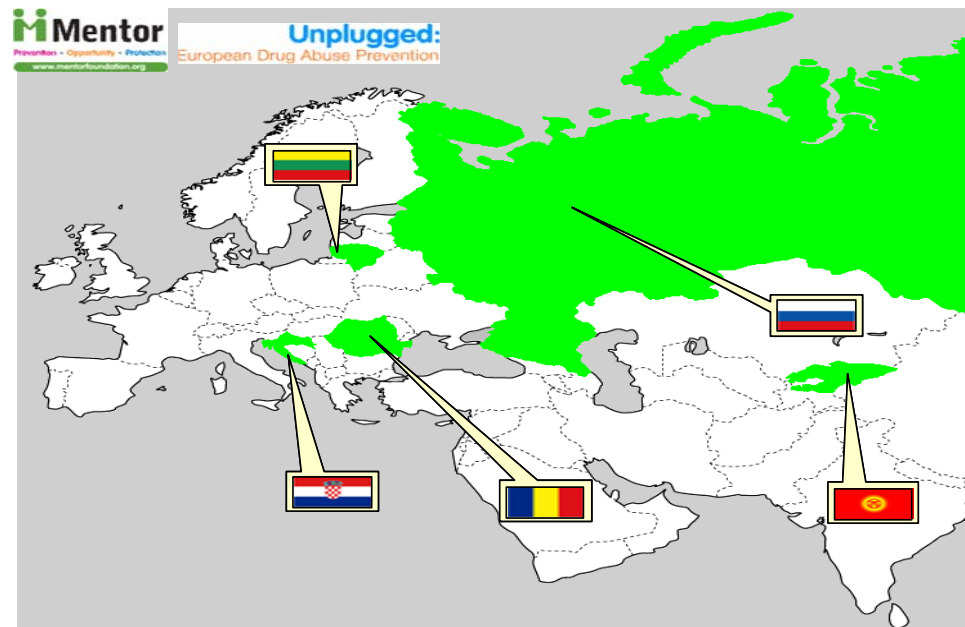 Mentor
Prevention • Opportunity • Protection
www.mentorfoundation.org
Unplugged:
European Drug Abuse Prevention